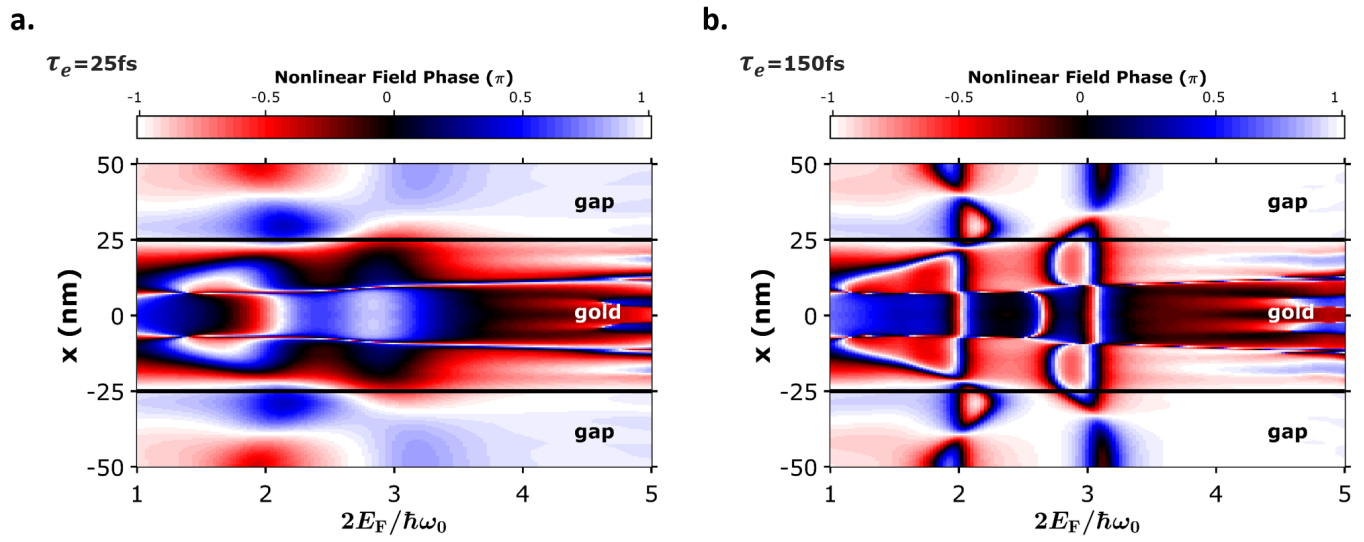 a.
τe=25fs
Nonlinear Field Phase (π)
-1 -0.5 0 0.5 1
50
25
0
-25
-50
x (nm)
gap
gold
gap
1 2 3 4 5
2EF/ℏω0
b.
τe=150fs
Nonlinear Field Phase (π)
-1 -0.5 0 0.5 1
50
25
0
-25
-50
x (nm)
gap
gold
gap
1 2 3 4 5
2EF/ℏω0